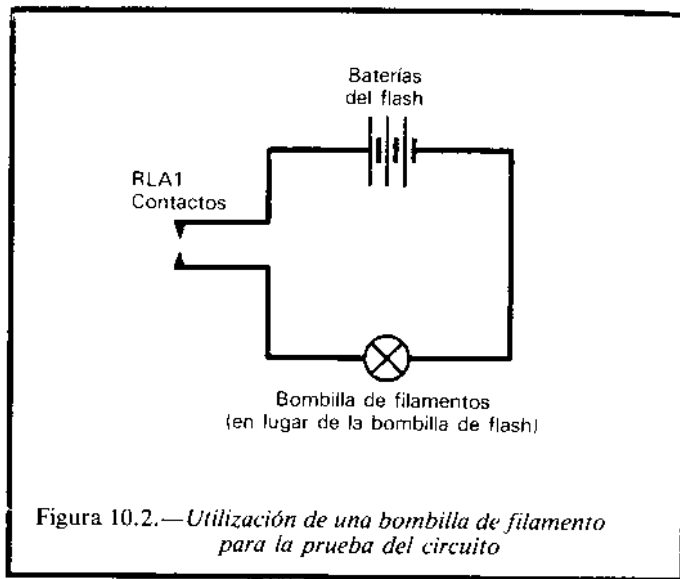 Baterías
del flash
RLA1
Contactos
Bombilla de filamentos
(en lugar de la bombilla de flash)
Figura 10.2.—Utilización de una bombilla de filamento
para la prueba del circuito